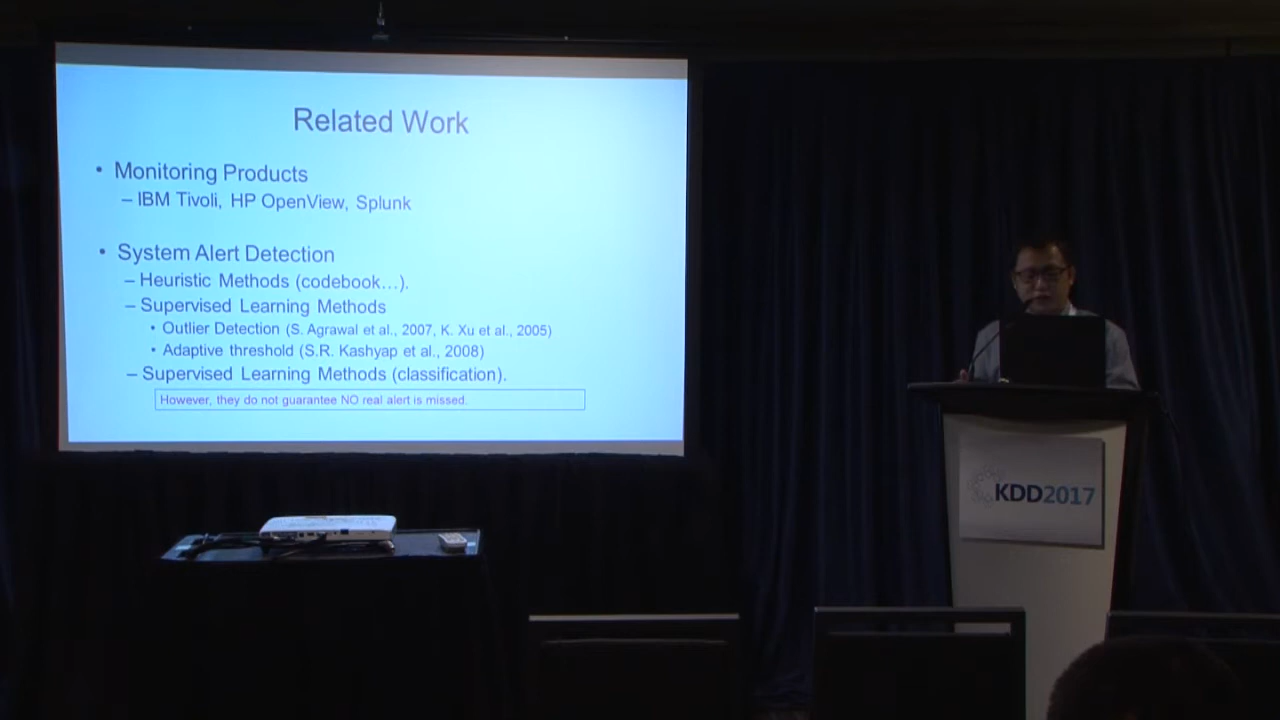 Related Work
• Monitoring Products
– IBM Tivoli, HP OpenView, Splunk
• System Alert Detection
– Heuristic Methods (codebook…).
– Supervised Learning Methods
• Outlier Detection (S. Agrawal et al., 2007, K. Xu et al., 2005)
• Adaptive threshold (S.R. Kashyap et al., 2008)
– Supervised Learning Methods (classification).
However, they do not guarantee NO real alert is missed.
KDD2017